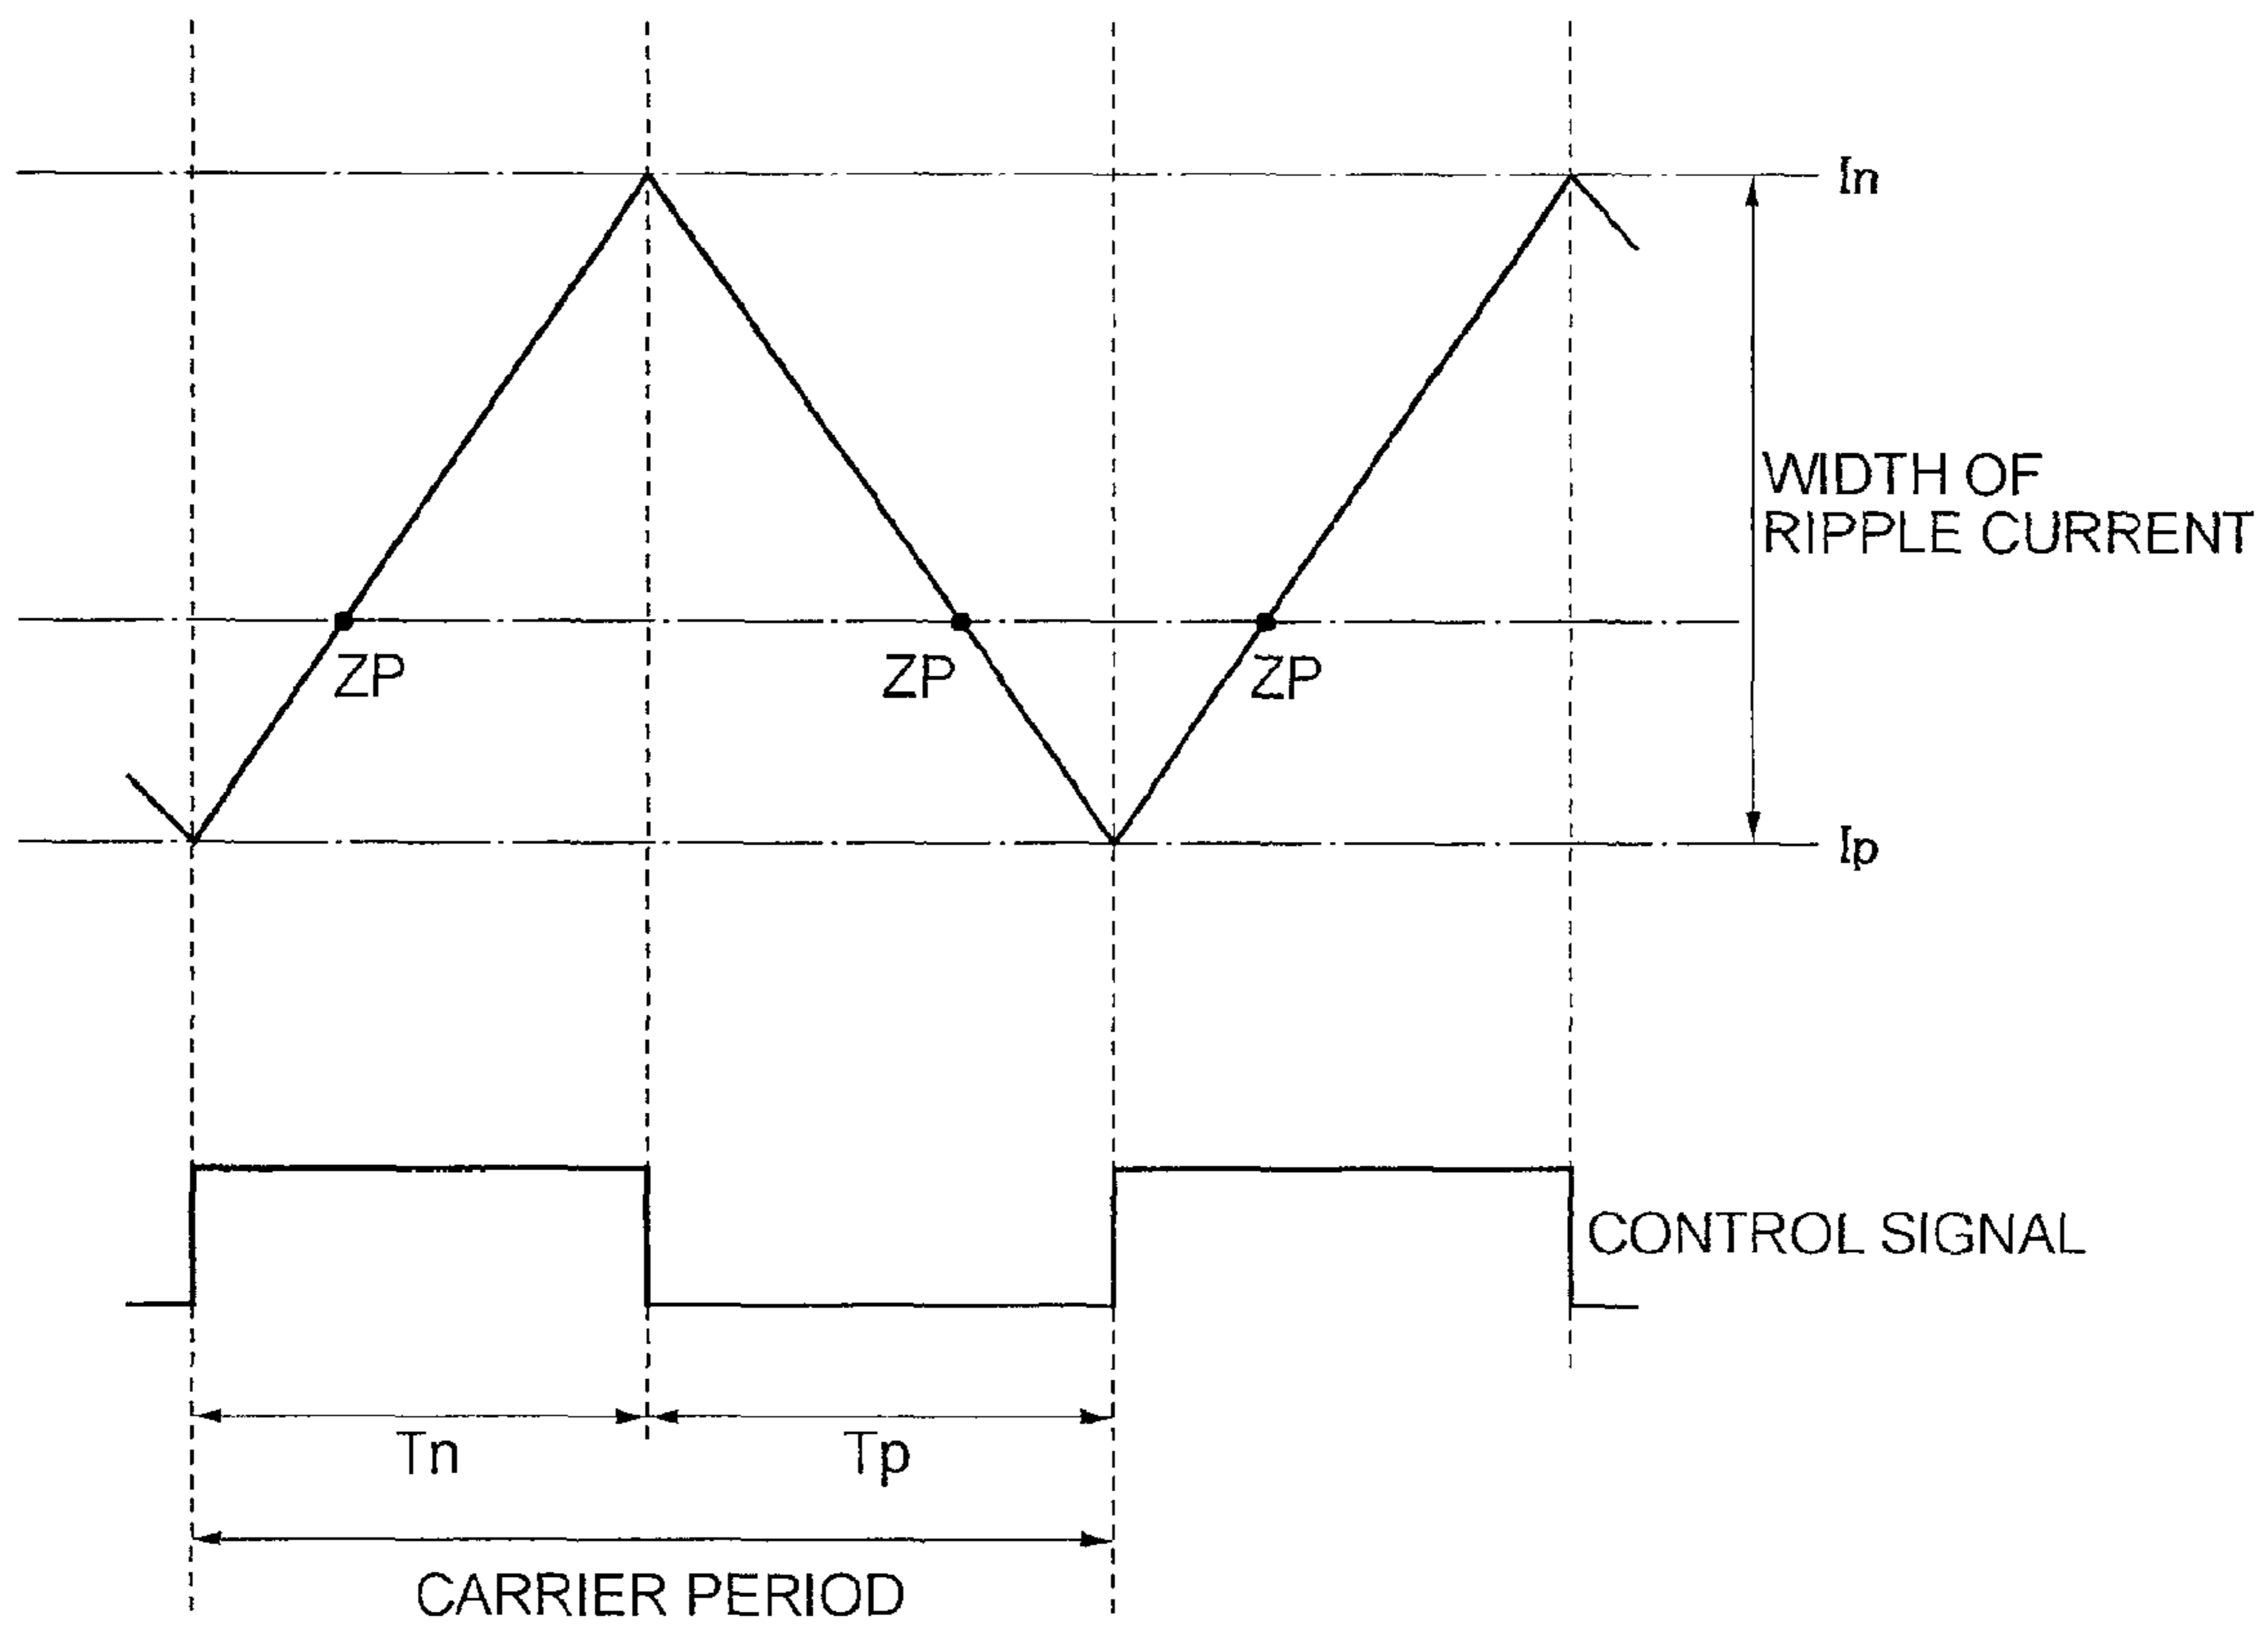 In
WIDTH OF
RIPPLE CURRENT
ZP
ZP
ZP
Ip
CONTROL SIGNAL
Tn
Tp
CARRIER PERIOD